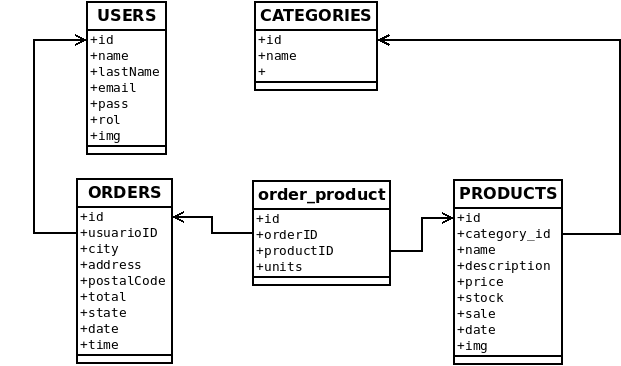 USERS
+id
+name
+lastName
+email
+pass
+rol
+img
CATEGORIES
+id
+name
+
ORDERS
+id
+usuarioID
+city
+address
+postalCode
+total
+state
+date
+time
order_product
+id
+orderID
+productID
+units
PRODUCTS
+id
+category_id
+name
+description
+price
+stock
+sale
+date
+img